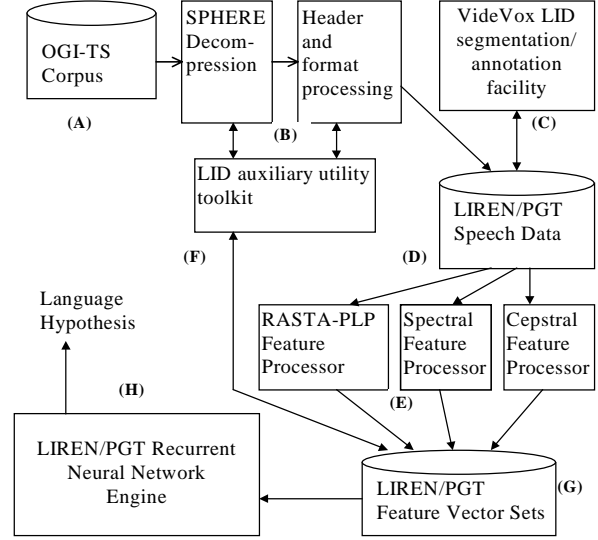 OGI-TS
Corpus
(A)
SPHERE
Decom-
pression
Header
and
format
processing
(B)
VideVox LID
segmentation/
annotation
facility
(C)
LID auxiliary utility
toolkit
(F)
LIREN/PGT
Speech Data
(D)
Language
Hypothesis
RASTA-PLP
Feature
Processor
Spectral
Feature
Processor
Cepstral
Feature
Processor
(E)
(H)
LIREN/PGT Recurrent
Neural Network
Engine
LIREN/PGT
Feature Vector Sets
(G)